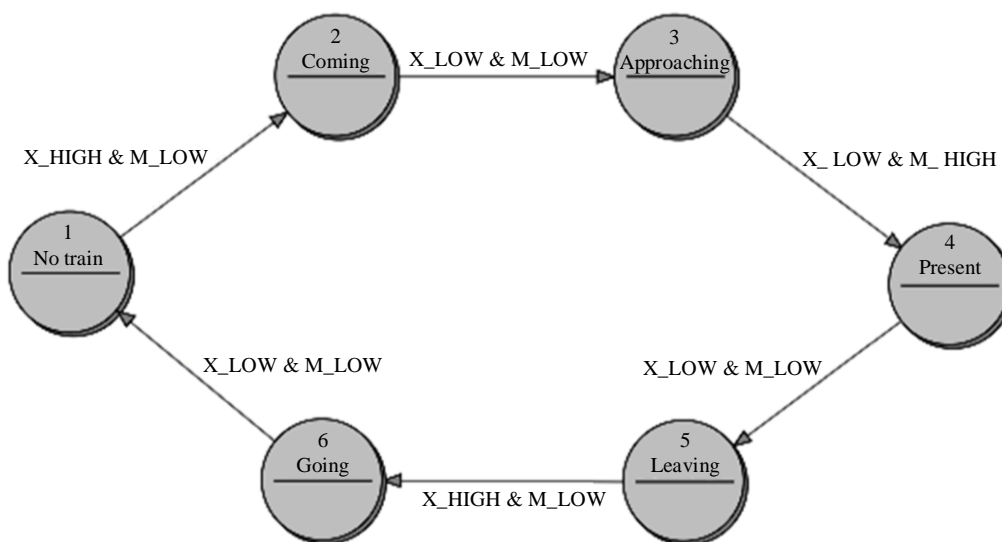 2
Coming
X_LOW & M_LOW
3
Approaching
X_HIGH & M_LOW
X_ LOW & M_ HIGH
1
No train
4
Present
X_LOW & M_LOW
X_LOW & M_LOW
6
Going
X_HIGH & M_LOW
5
Leaving